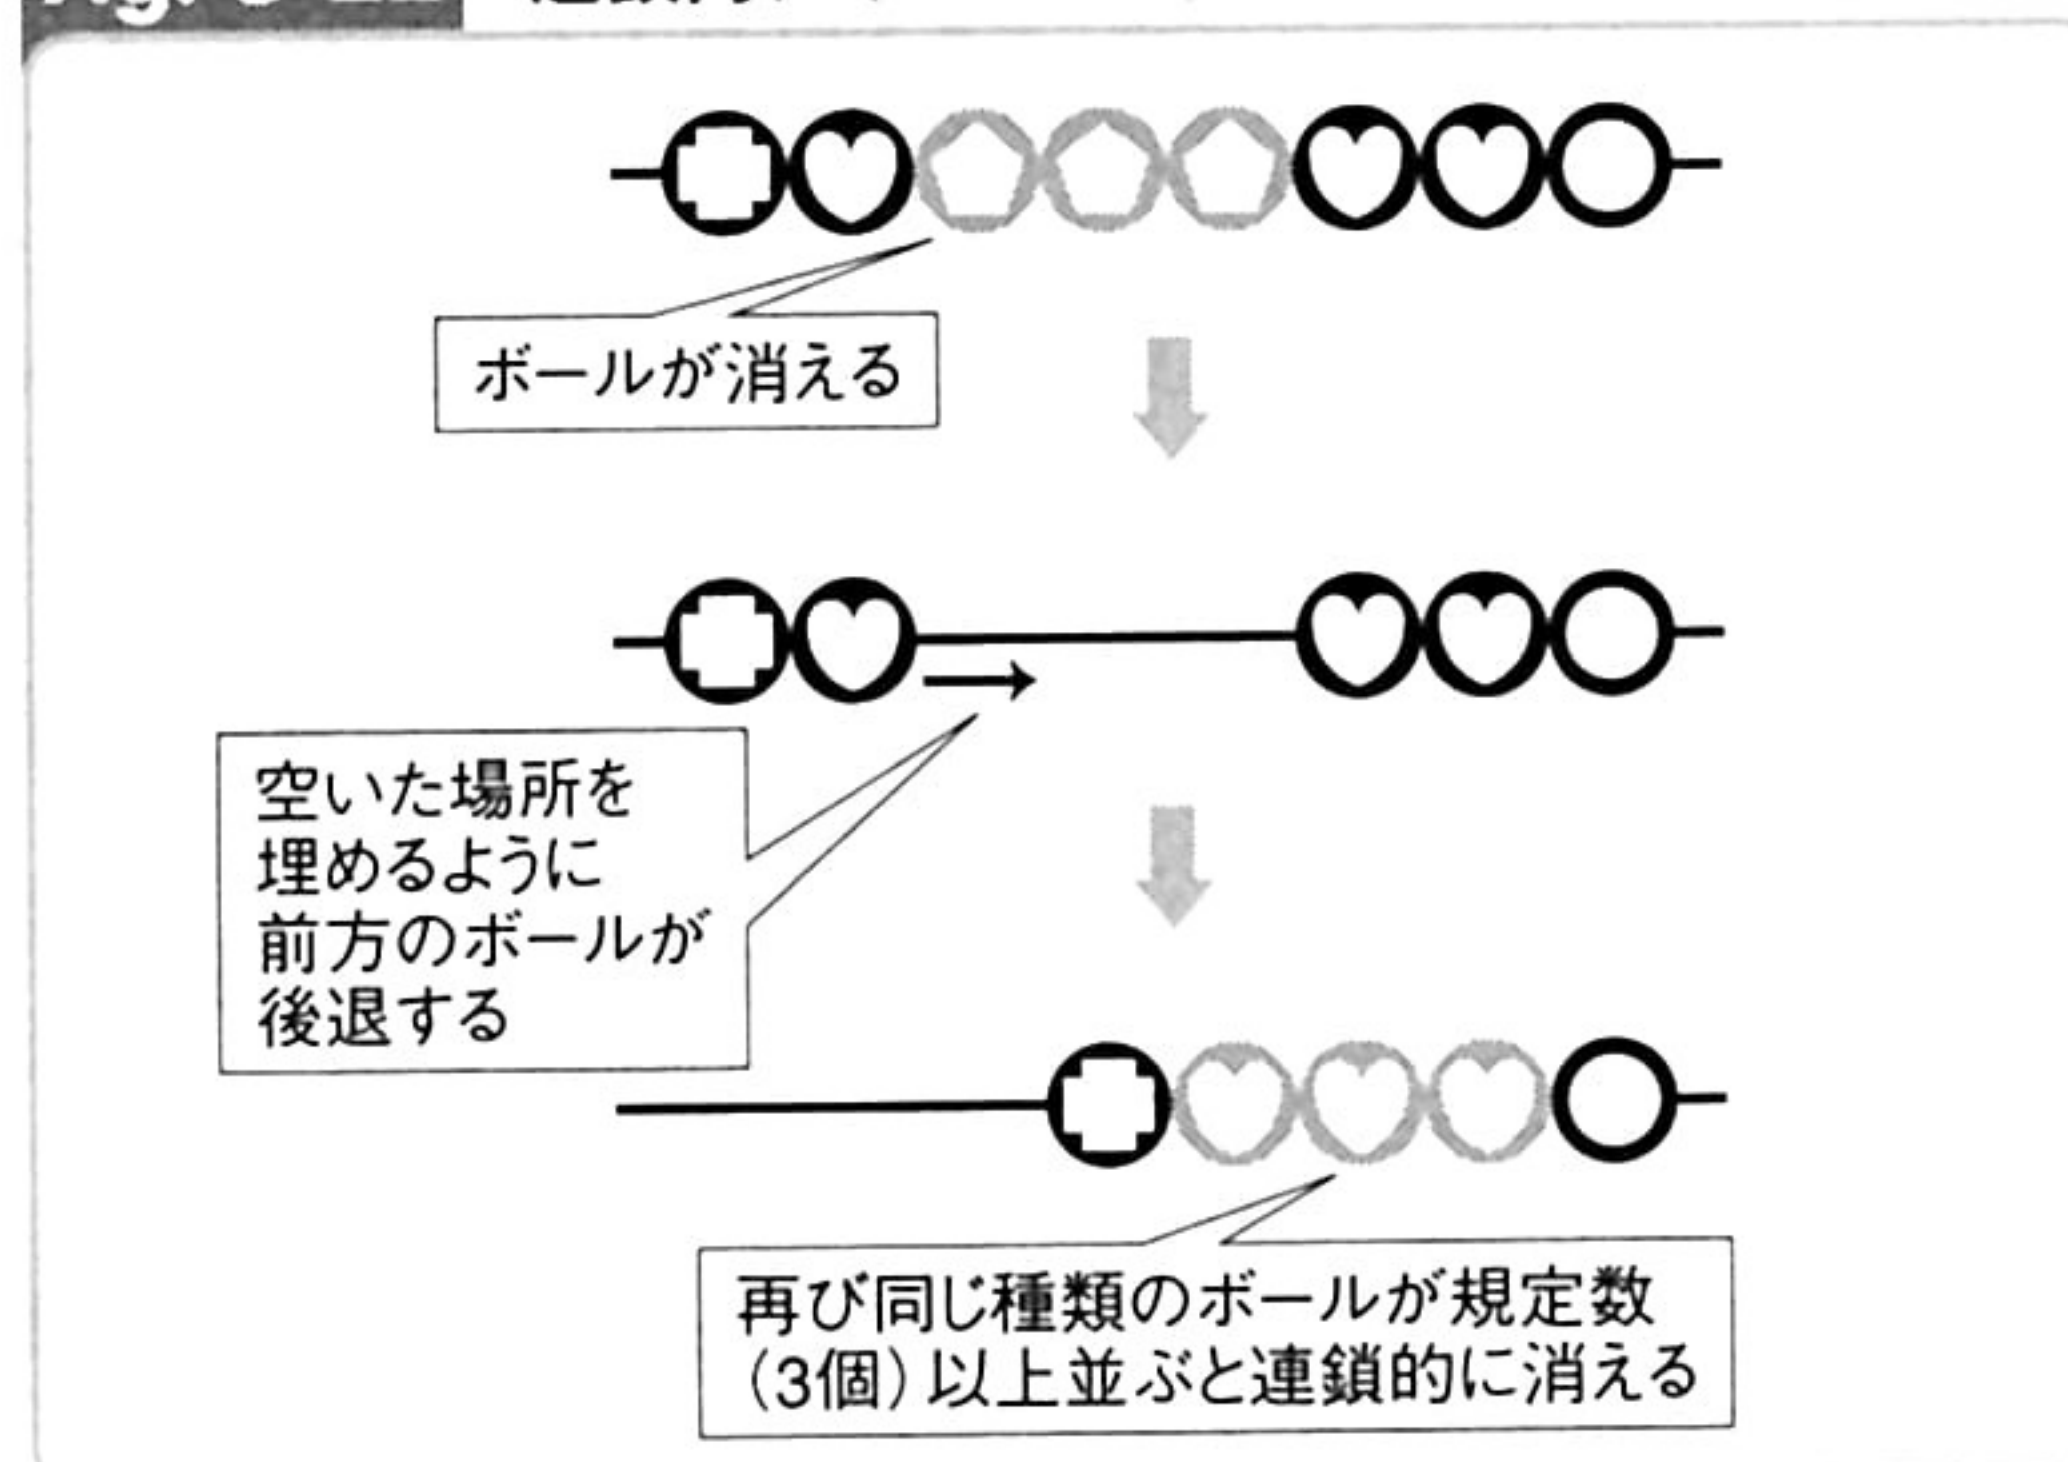 ボールが消える
空いた場所を
埋めるように
前方のボールが
後退する
再び同じ種類のボールが規定数
(3個)以上並ぶと連鎖的に消える